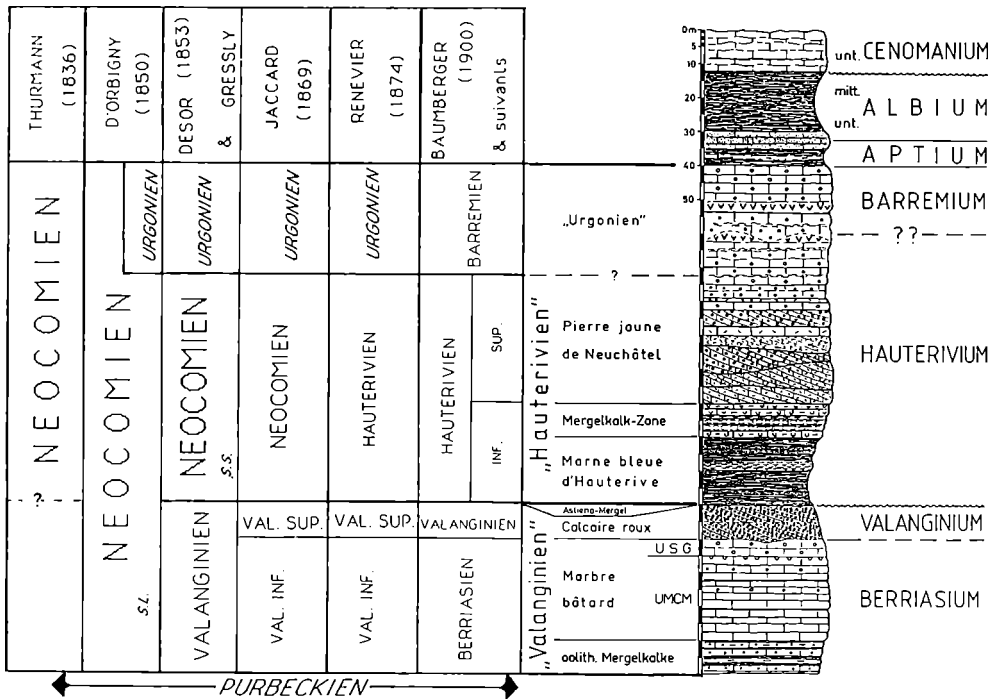 THURMANN
(1836)
D'ORBIGNY
(1850)
DESOR (1853)
& GRESSLY
JACCARD
(1869)
RENEVIER
(1874)
BAUMBERGER
(1900)
& suivants
NEOCOMIEN
?
NEOCOMIEN
S.L.
URGONIEN
URGONIEN
NEOCOMIEN
S.S.
VALANGINIEN
URGONIEN
NEOCOMIEN
VAL. SUP.
VAL. INF.
URGONIEN
HAUTERIVIEN
VAL. SUP.
VAL. INF.
BARREMIEN
HAUTERIVIEN
SUP.
INF.
VALANGINIEN
BERRIASIEN
„Urgonien"
?
„Hauterivien"
Pierre jaune
de Neuchâtel
Mergelkalk-Zone
Marne bleue
d'Hauterive
„Valanginien"
Astieria-Mergel
Calcaire roux
USG
Marbre
bâtard
UMCM
oolith. Mergelkalke
0m
5
10
20
30
40
50
unt. CENOMANIUM
mitt.
ALBIUM
unt.
APTIUM
BARREMIUM
??
HAUTERIVIUM
VALANGINIUM
BERRIASIUM
PURBECKIEN